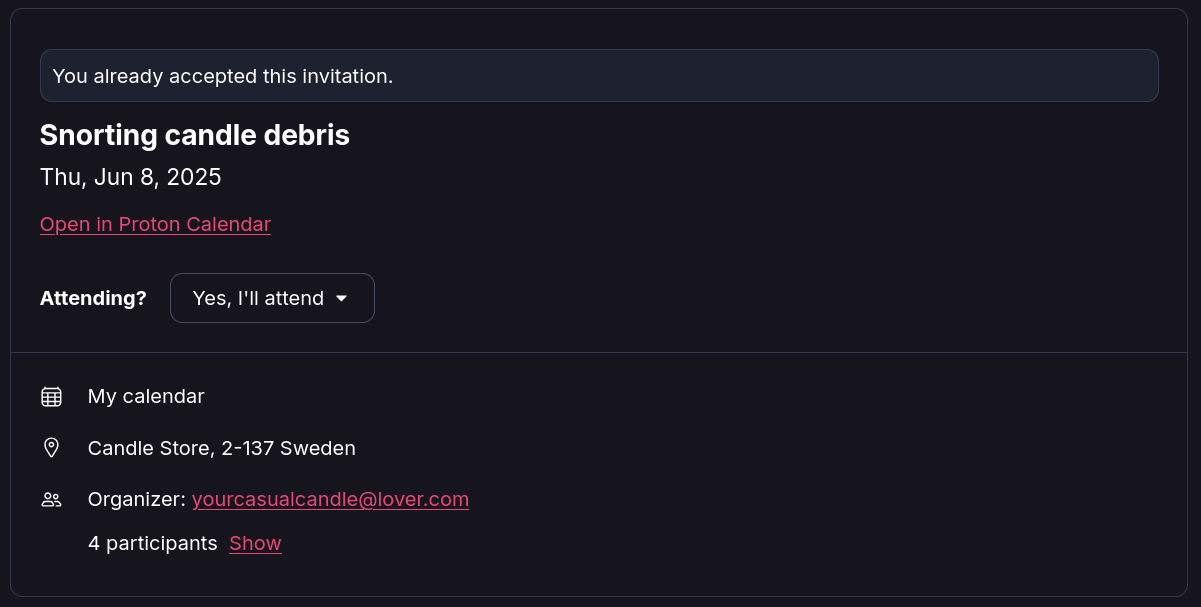 You already accepted this invitation.
Snorting candle debris
Thu, Jun 8, 2025
Open in Proton Calendar
Attending? Yes, I'll attend
My calendar
Candle Store, 2-137 Sweden
Organizer: yourcasualcandle@lover.com
4 participants Show